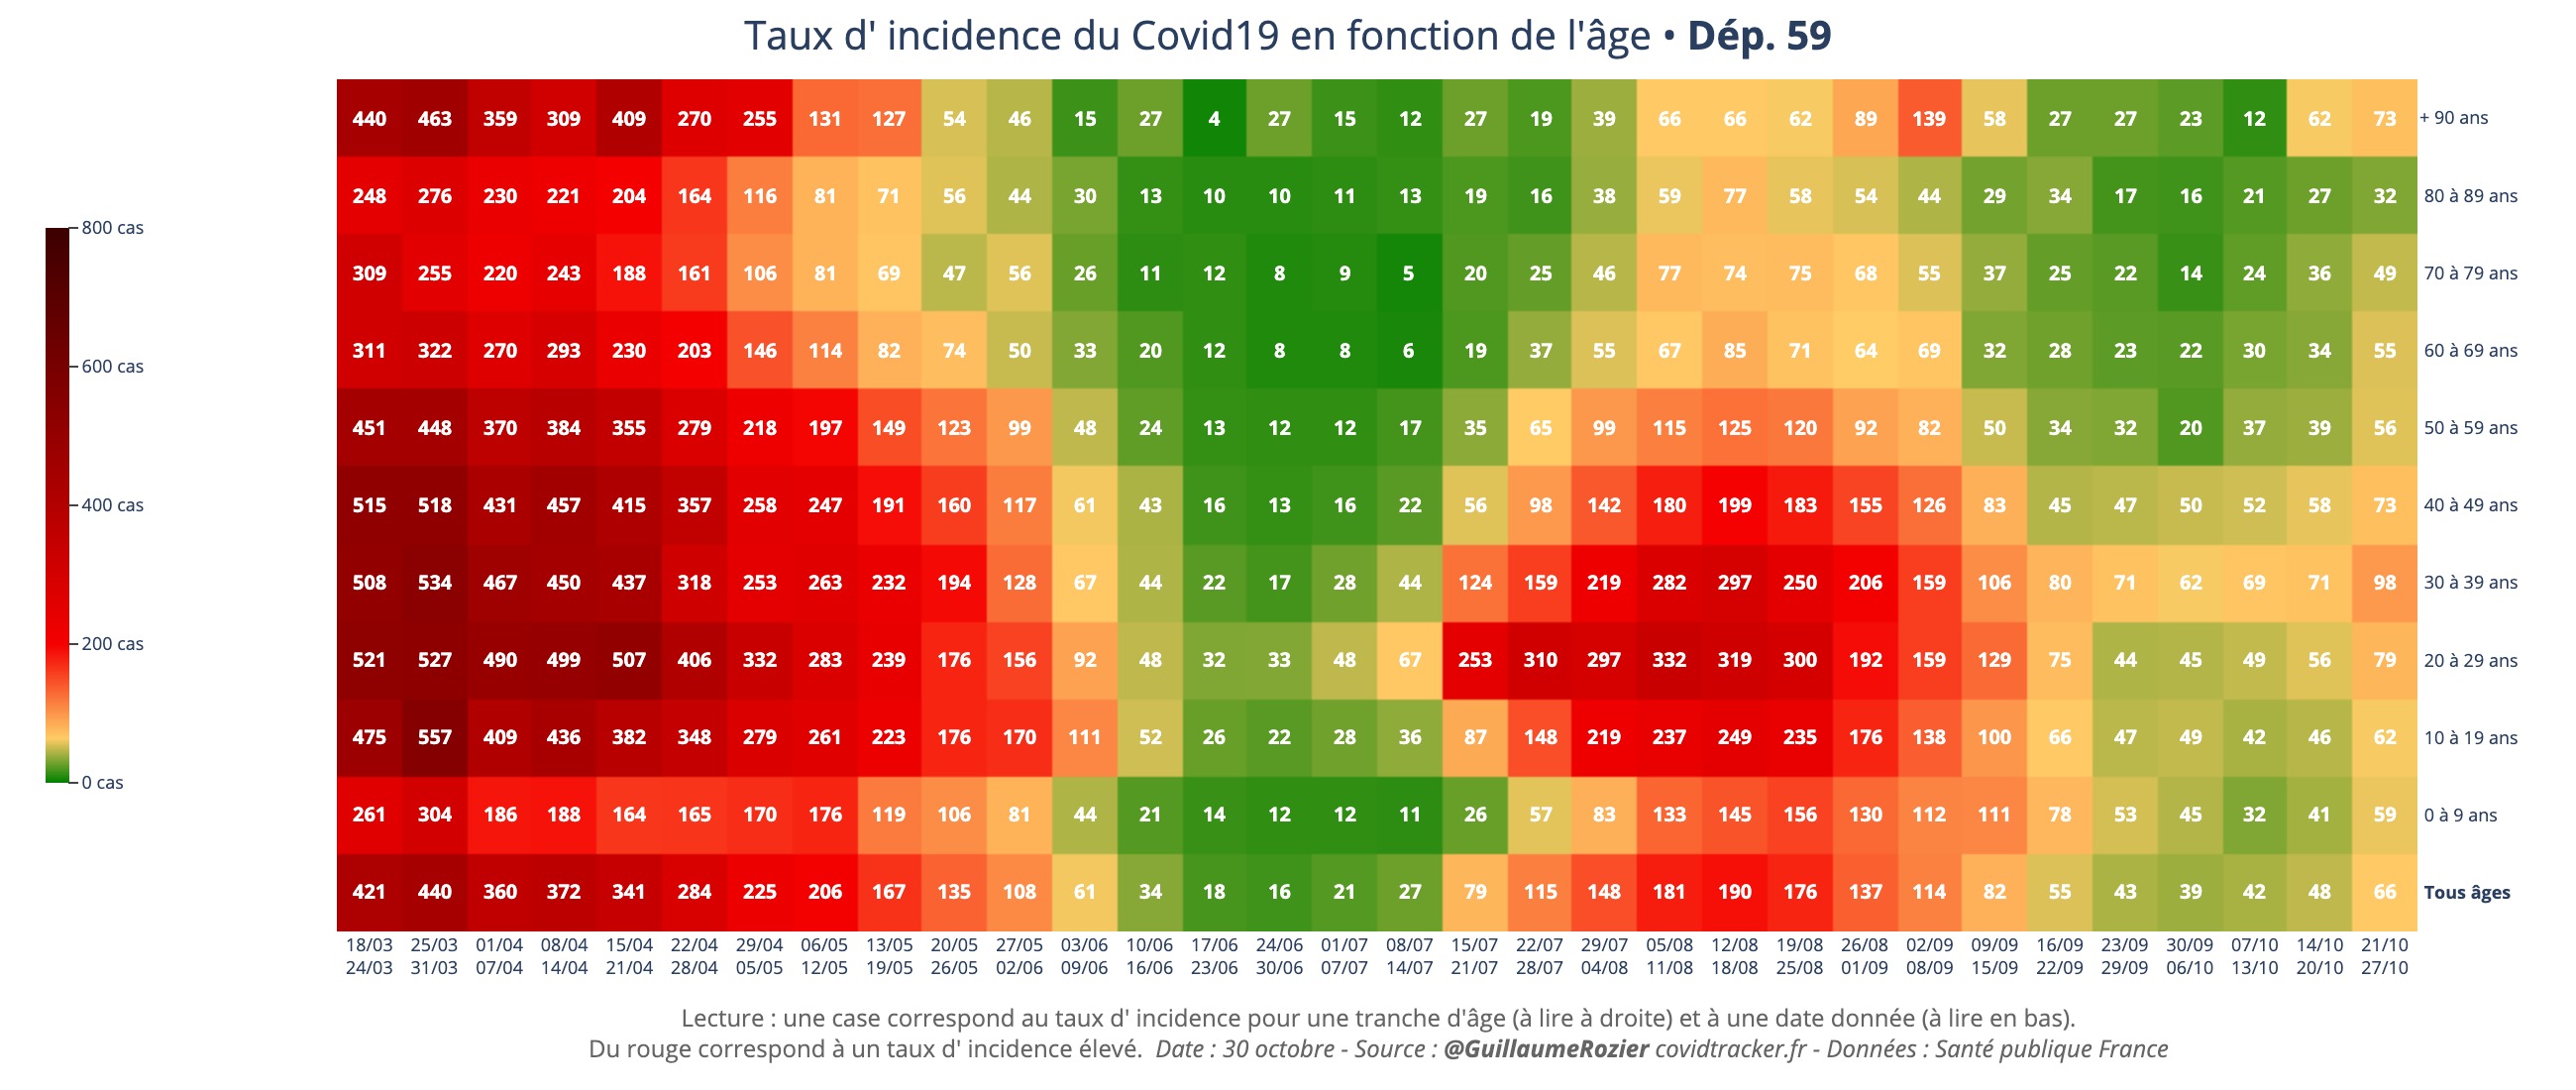 Taux d' incidence du Covid19 en fonction de l'âge • Dép. 59
800 cas
600 cas
400 cas
200 cas
0 cas
440 463 359 309 409 270 255 131 127 54 46 15 27 4 27 15 12 27 19 39 66 66 62 89 139 58 27 27 23 12 62 73 + 90 ans
248 276 230 221 204 164 116 81 71 56 44 30 13 10 10 11 13 19 16 38 59 77 58 54 44 29 34 17 16 21 27 32 80 à 89 ans
309 255 220 243 188 161 106 81 69 47 56 26 11 12 8 9 5 20 25 46 77 74 75 68 55 37 25 22 14 24 36 49 70 à 79 ans
311 322 270 293 230 203 146 114 82 74 50 33 20 12 8 8 6 19 37 55 67 85 71 64 69 32 28 23 22 30 34 55 60 à 69 ans
451 448 370 384 355 279 218 197 149 123 99 48 24 13 12 12 17 35 65 99 115 125 120 92 82 50 34 32 20 37 39 56 50 à 59 ans
515 518 431 457 415 357 258 247 191 160 117 61 43 16 13 16 22 56 98 142 180 199 183 155 126 83 45 47 50 52 58 73 40 à 49 ans
508 534 467 450 437 318 253 263 232 194 128 67 44 22 17 28 44 124 159 219 282 297 250 206 159 106 80 71 62 69 71 98 30 à 39 ans
521 527 490 499 507 406 332 283 239 176 156 92 48 32 33 48 67 253 310 297 332 319 300 192 159 129 75 44 45 49 56 79 20 à 29 ans
475 557 409 436 382 348 279 261 223 176 170 111 52 26 22 28 36 87 148 219 237 249 235 176 138 100 66 47 49 42 46 62 10 à 19 ans
261 304 186 188 164 165 170 176 119 106 81 44 21 14 12 12 11 26 57 83 133 145 156 130 112 111 78 53 45 32 41 59 0 à 9 ans
421 440 360 372 341 284 225 206 167 135 108 61 34 18 16 21 27 79 115 148 181 190 176 137 114 82 55 43 39 42 48 66 Tous âges
18/03 25/03 01/04 08/04 15/04 22/04 29/04 06/05 13/05 20/05 27/05 03/06 10/06 17/06 24/06 01/07 08/07 15/07 22/07 29/07 05/08 12/08 19/08 26/08 02/09 09/09 16/09 23/09 30/09 07/10 14/10 21/10
24/03 31/03 07/04 14/04 21/04 28/04 05/05 12/05 19/05 26/05 02/06 09/06 16/06 23/06 30/06 07/07 14/07 21/07 28/07 04/08 11/08 18/08 25/08 01/09 08/09 15/09 22/09 29/09 06/10 13/10 20/10 27/10
Lecture : une case correspond au taux d' incidence pour une tranche d'âge (à lire à droite) et à une date donnée (à lire en bas).
Du rouge correspond à un taux d' incidence élevé. Date : 30 octobre - Source : @GuillaumeRozier covidtracker.fr - Données : Santé publique France